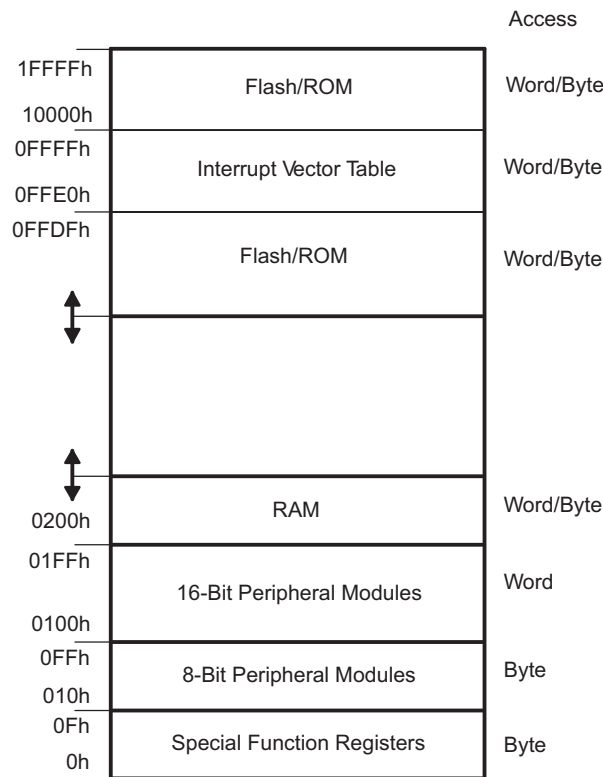 Access
1FFFFh
Flash/ROM Word/Byte
10000h
0FFFFh
Interrupt Vector Table Word/Byte
0FFE0h
0FFDFh
Flash/ROM Word/Byte
RAM Word/Byte
0200h
01FFh
16-Bit Peripheral Modules Word
0100h
0FFh
8-Bit Peripheral Modules Byte
010h
0Fh
Special Function Registers Byte
0h